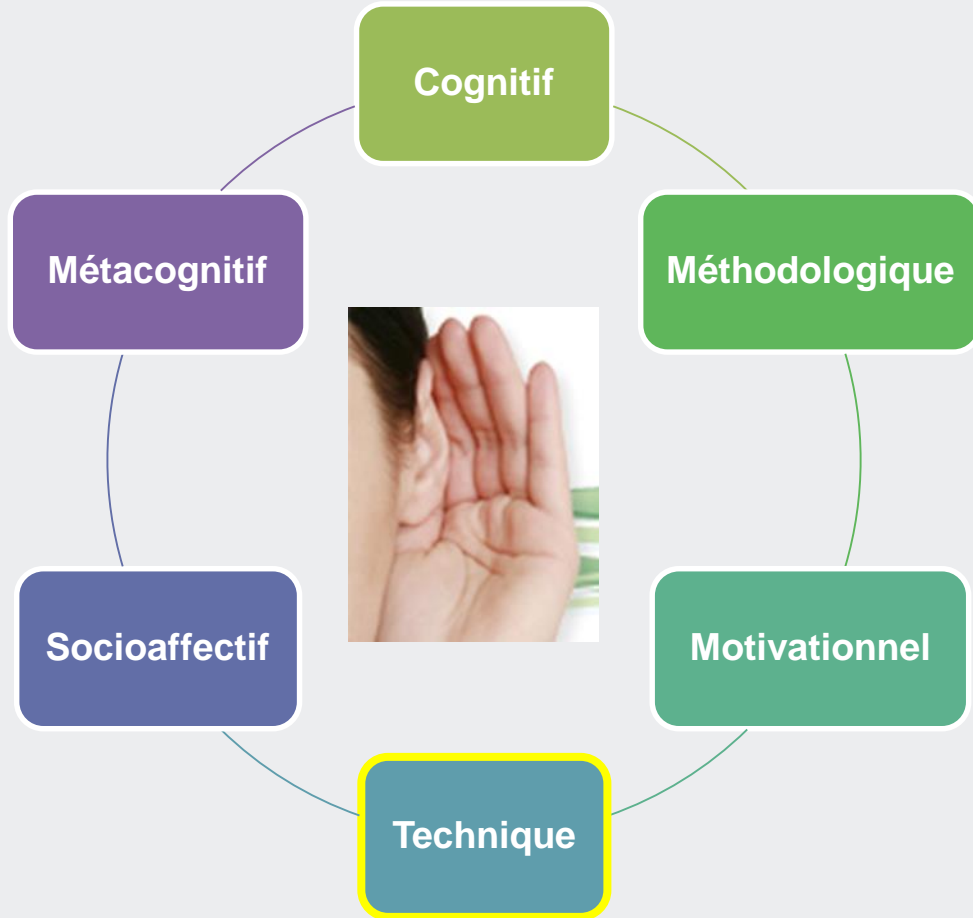 Cognitif
Métacognitif
Méthodologique
Socioaffectif
Motivationnel
Technique